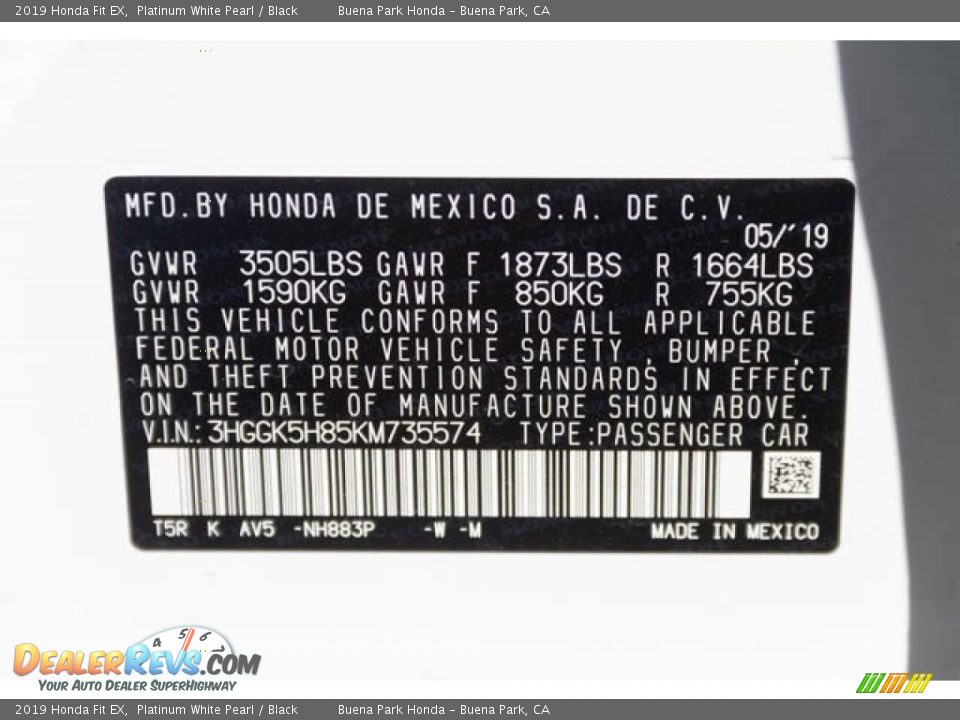 2019 Honda Fit EX,  Platinum White Pearl / Black          Buena Park Honda - Buena Park, CA
MFD.BY HONDA DE MEXICO S.A. DE C.V.
05/'19
GVWR 3505LBS GAWR F 1873LBS R 1664LBS
GVWR 1590KG GAWR F 850KG R 755KG
THIS VEHICLE CONFORMS TO ALL APPLICABLE
FEDERAL MOTOR VEHICLE SAFETY , BUMPER ,
AND THEFT PREVENTION STANDARDS IN EFFECT
ON THE DATE OF MANUFACTURE SHOWN ABOVE.
V.I.N.: 3HGGK5H85KM735574 TYPE:PASSENGER CAR
T5R K AV5 -NH883P -W -M MADE IN MEXICO
4 5 6
DEALERREVS.COM
YOUR AUTO DEALER SUPERHIGHWAY
2019 Honda Fit EX,  Platinum White Pearl / Black          Buena Park Honda - Buena Park, CA